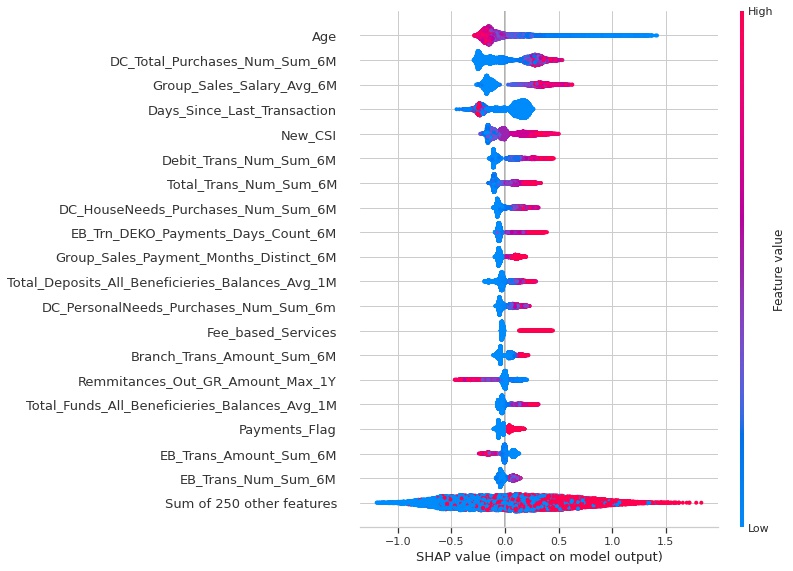 High
Age
DC_Total_Purchases_Num_Sum_6M
Group_Sales_Salary_Avg_6M
Days_Since_Last_Transaction
New_CSI
Debit_Trans_Num_Sum_6M
Total_Trans_Num_Sum_6M
DC_HouseNeeds_Purchases_Num_Sum_6M
EB_Trn_DEKO_Payments_Days_Count_6M
Group_Sales_Payment_Months_Distinct_6M
Total_Deposits_All_Beneficieries_Balances_Avg_1M
DC_PersonalNeeds_Purchases_Num_Sum_6m
Fee_based_Services
Branch_Trans_Amount_Sum_6M
Remmitances_Out_GR_Amount_Max_1Y
Total_Funds_All_Beneficieries_Balances_Avg_1M
Payments_Flag
EB_Trans_Amount_Sum_6M
EB_Trans_Num_Sum_6M
Sum of 250 other features
Feature value
Low
−1.0 −0.5 0.0 0.5 1.0 1.5
SHAP value (impact on model output)